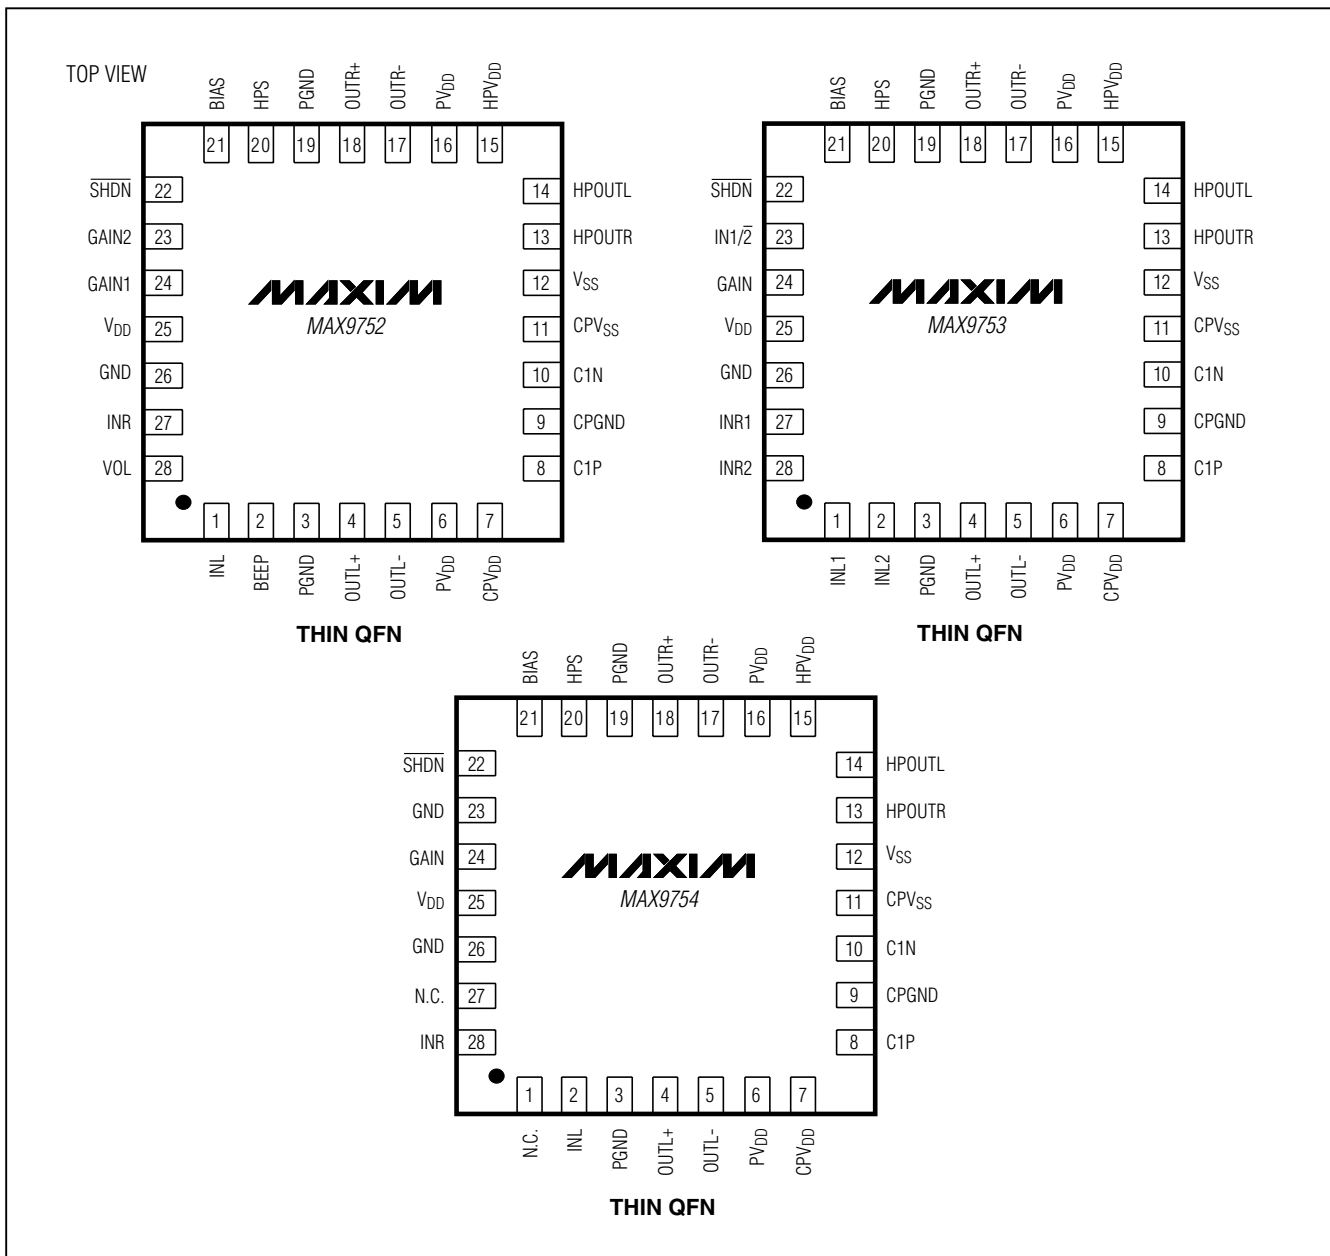 TOP VIEW
BIAS HPS PGND OUTR+ OUTR- PVDD HPVDD
21 20 19 18 17 16 15
SHDN 22 14 HPOUTL
GAIN2 23 13 HPOUTR
GAIN1 24 12 VSS
VDD 25 11 CPVSS
GND 26 10 C1N
INR 27 9 CPGND
VOL 28 8 C1P
MAXIM
MAX9752
1 2 3 4 5 6 7
INL BEEP PGND OUTL+ OUTL- PVDD CPVDD
THIN QFN
BIAS HPS PGND OUTR+ OUTR- PVDD HPVDD
21 20 19 18 17 16 15
SHDN 22 14 HPOUTL
IN1/2 23 13 HPOUTR
GAIN 24 12 VSS
VDD 25 11 CPVSS
GND 26 10 C1N
INR1 27 9 CPGND
INR2 28 8 C1P
MAXIM
MAX9753
1 2 3 4 5 6 7
INL1 INL2 PGND OUTL+ OUTL- PVDD CPVDD
THIN QFN
BIAS HPS PGND OUTR+ OUTR- PVDD HPVDD
21 20 19 18 17 16 15
SHDN 22 14 HPOUTL
GND 23 13 HPOUTR
GAIN 24 12 VSS
VDD 25 11 CPVSS
GND 26 10 C1N
N.C. 27 9 CPGND
INR 28 8 C1P
MAXIM
MAX9754
1 2 3 4 5 6 7
N.C. INL PGND OUTL+ OUTL- PVDD CPVDD
THIN QFN